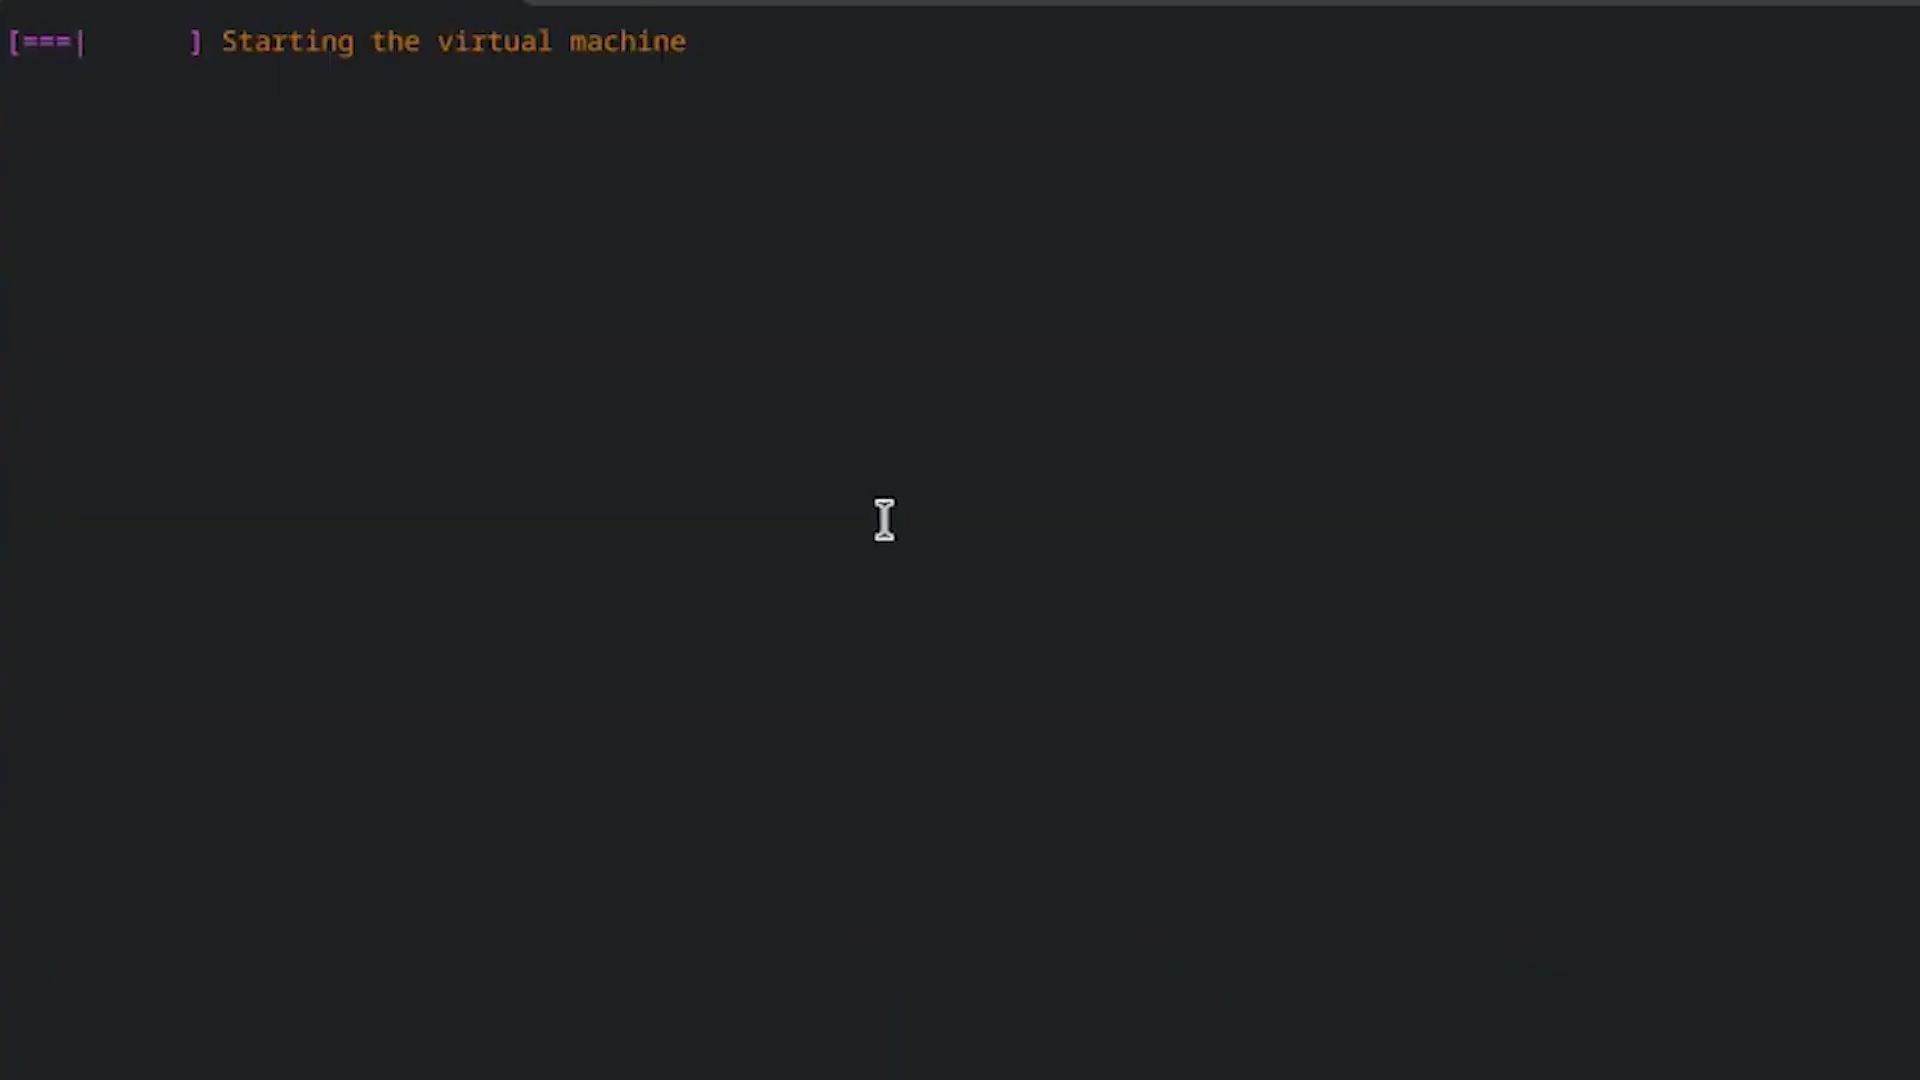 [===|      ] Starting the virtual machine